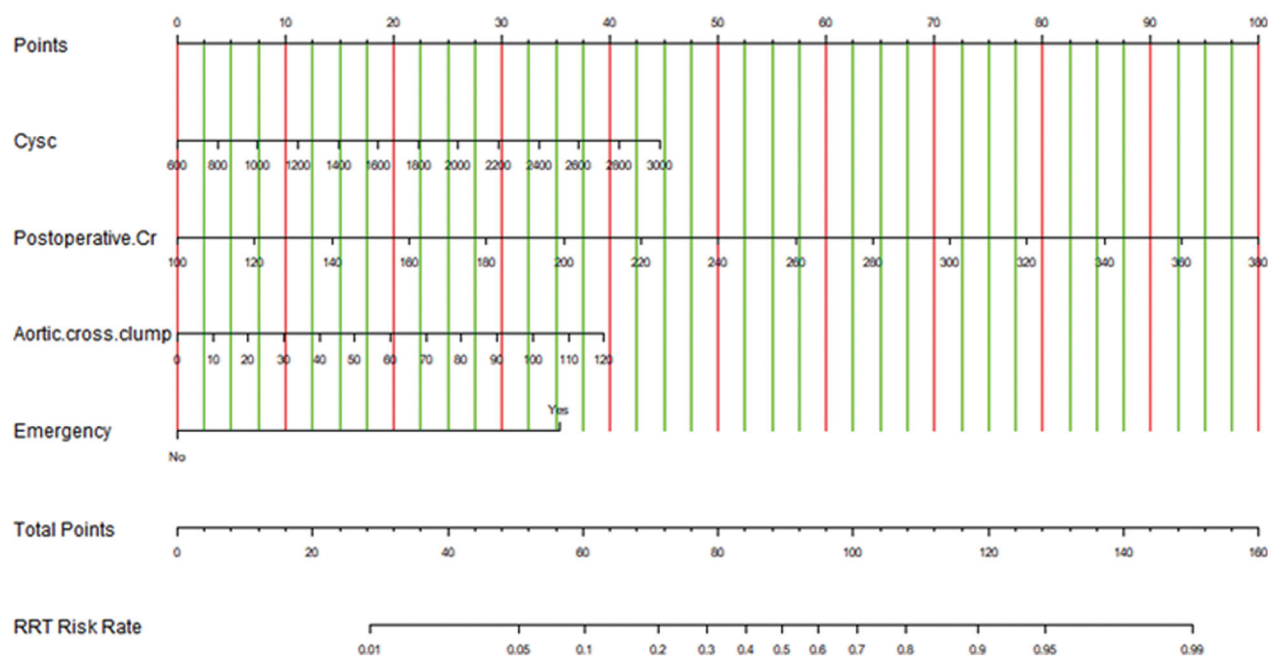 0 10 20 30 40 50 60 70 80 90 100
Points
Cysc
600 800 1000 1200 1400 1600 1800 2000 2200 2400 2600 2800 3000
Postoperative.Cr
100 120 140 160 180 200 220 240 260 280 300 320 340 360 380
Aortic.cross.clump
0 10 20 30 40 50 60 70 80 90 100 110 120
Yes
Emergency
No
Total Points
0 20 40 60 80 100 120 140 160
RRT Risk Rate
0.01 0.05 0.1 0.2 0.3 0.4 0.5 0.6 0.7 0.8 0.9 0.95 0.99